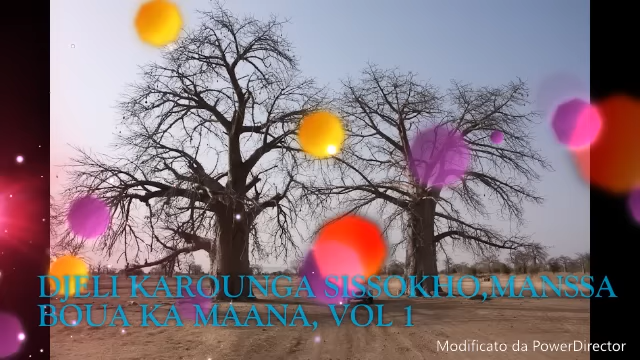 DJELI KAROUNGA SISSOKHO,MANSSA
BOUA KA MAANA, VOL 1
Modificato da PowerDirector